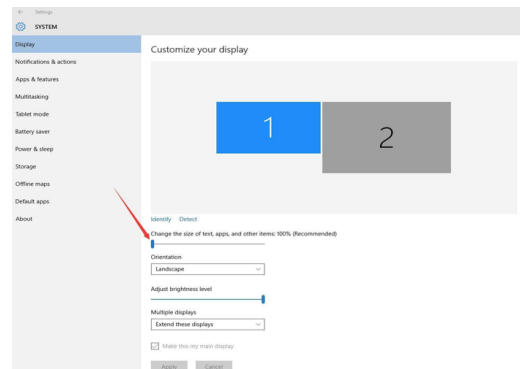 Settings
SYSTEM
Display
Notifications & actions
Apps & features
Multitasking
Tablet mode
Battery saver
Power & sleep
Storage
Offline maps
Default apps
About
Customize your display
1
2
Identify Detect
Change the size of text, apps, and other items: 100% (Recommended)
Orientation
Landscape
Adjust brightness level
Multiple displays
Extend these displays
Make this my main display
Apply Cancel